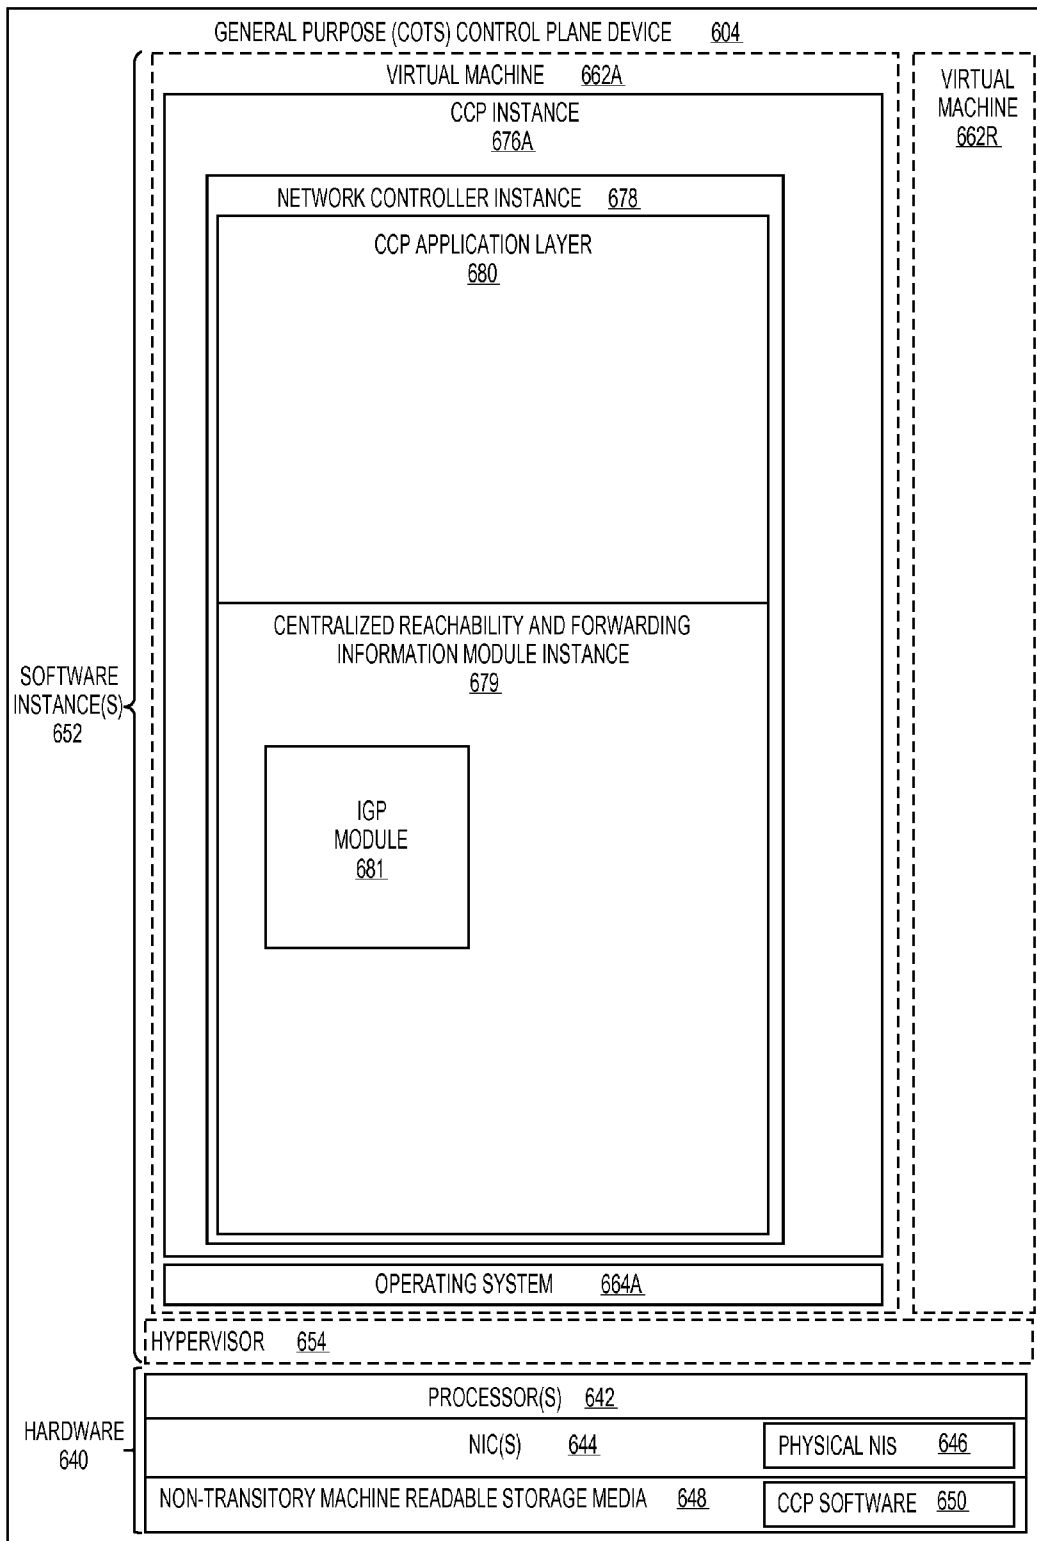 GENERAL PURPOSE (COTS) CONTROL PLANE DEVICE 604
VIRTUAL MACHINE 662A
CCP INSTANCE
676A
NETWORK CONTROLLER INSTANCE 678
CCP APPLICATION LAYER
680
CENTRALIZED REACHABILITY AND FORWARDING
INFORMATION MODULE INSTANCE
679
IGP
MODULE
681
OPERATING SYSTEM 664A
VIRTUAL
MACHINE
662R
SOFTWARE
INSTANCE(S)
652
HYPERVISOR 654
HARDWARE
640
PROCESSOR(S) 642
NIC(S) 644
PHYSICAL NIS 646
NON-TRANSITORY MACHINE READABLE STORAGE MEDIA 648
CCP SOFTWARE 650